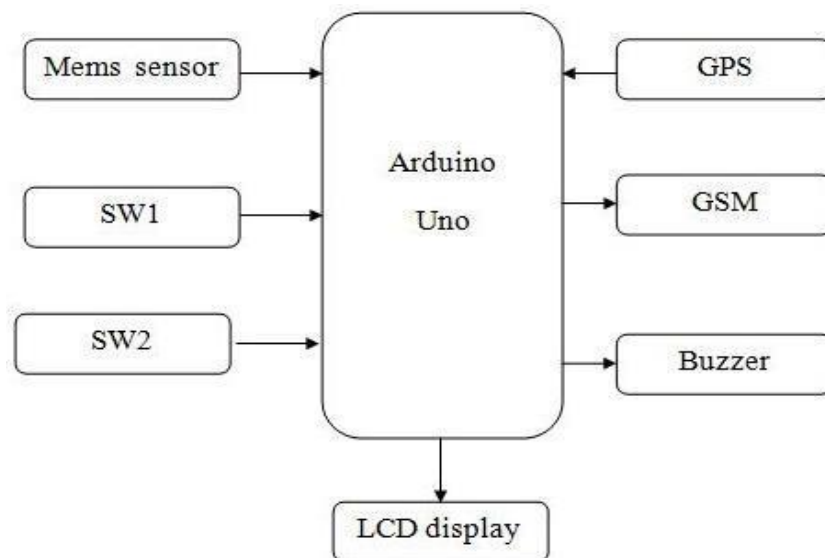 Mems sensor
GPS
Arduino
Uno
SW1
GSM
SW2
Buzzer
LCD display